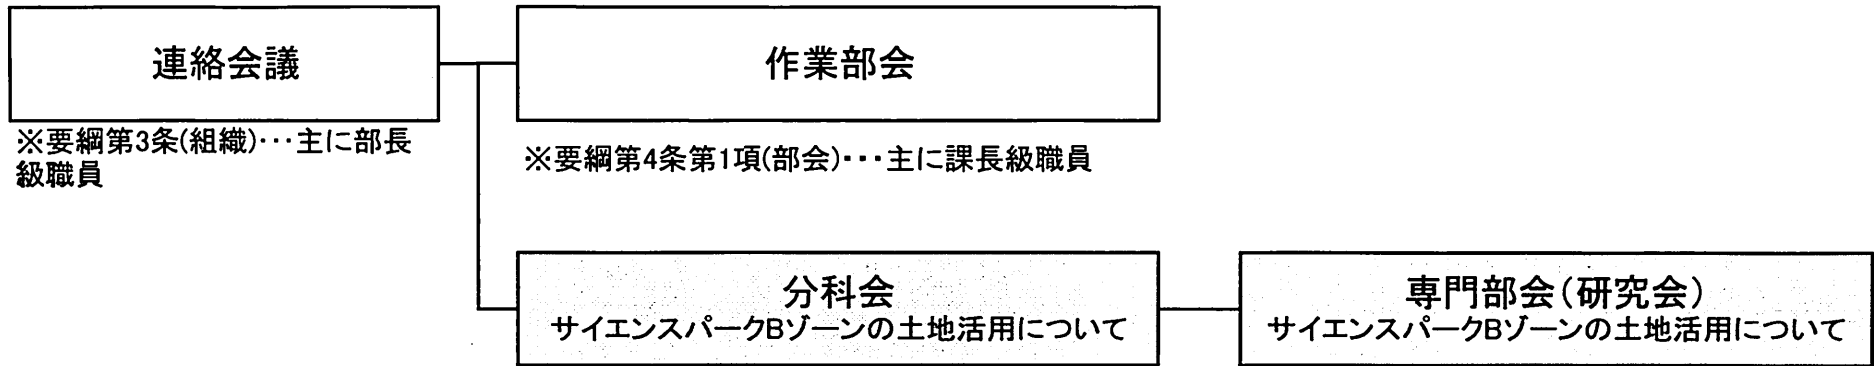 連絡会議
※要綱第3条(組織)･･･主に部長
級職員
作業部会
※要綱第4条第1項(部会)･･･主に課長級職員
分科会
サイエンスパークBゾーンの土地活用について
専門部会(研究会)
サイエンスパークBゾーンの土地活用について